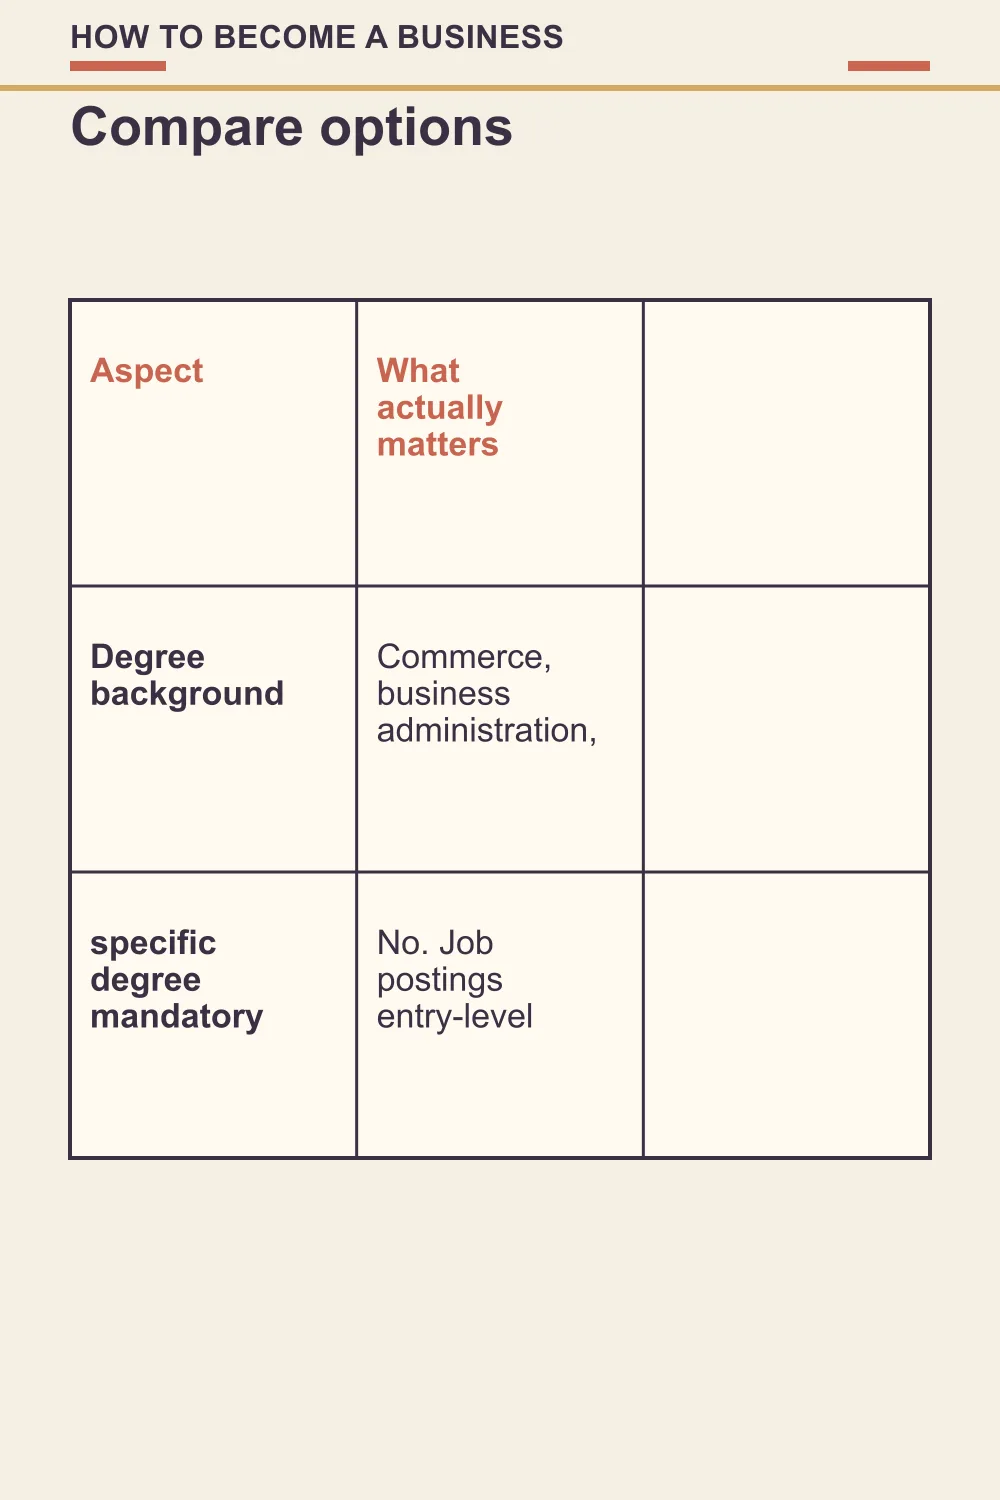 HOW TO BECOME A BUSINESS
Compare options
Aspect
What
actually
matters
Degree
background
Commerce,
business
administration,
specific
degree
mandatory
No. Job
postings
entry-level